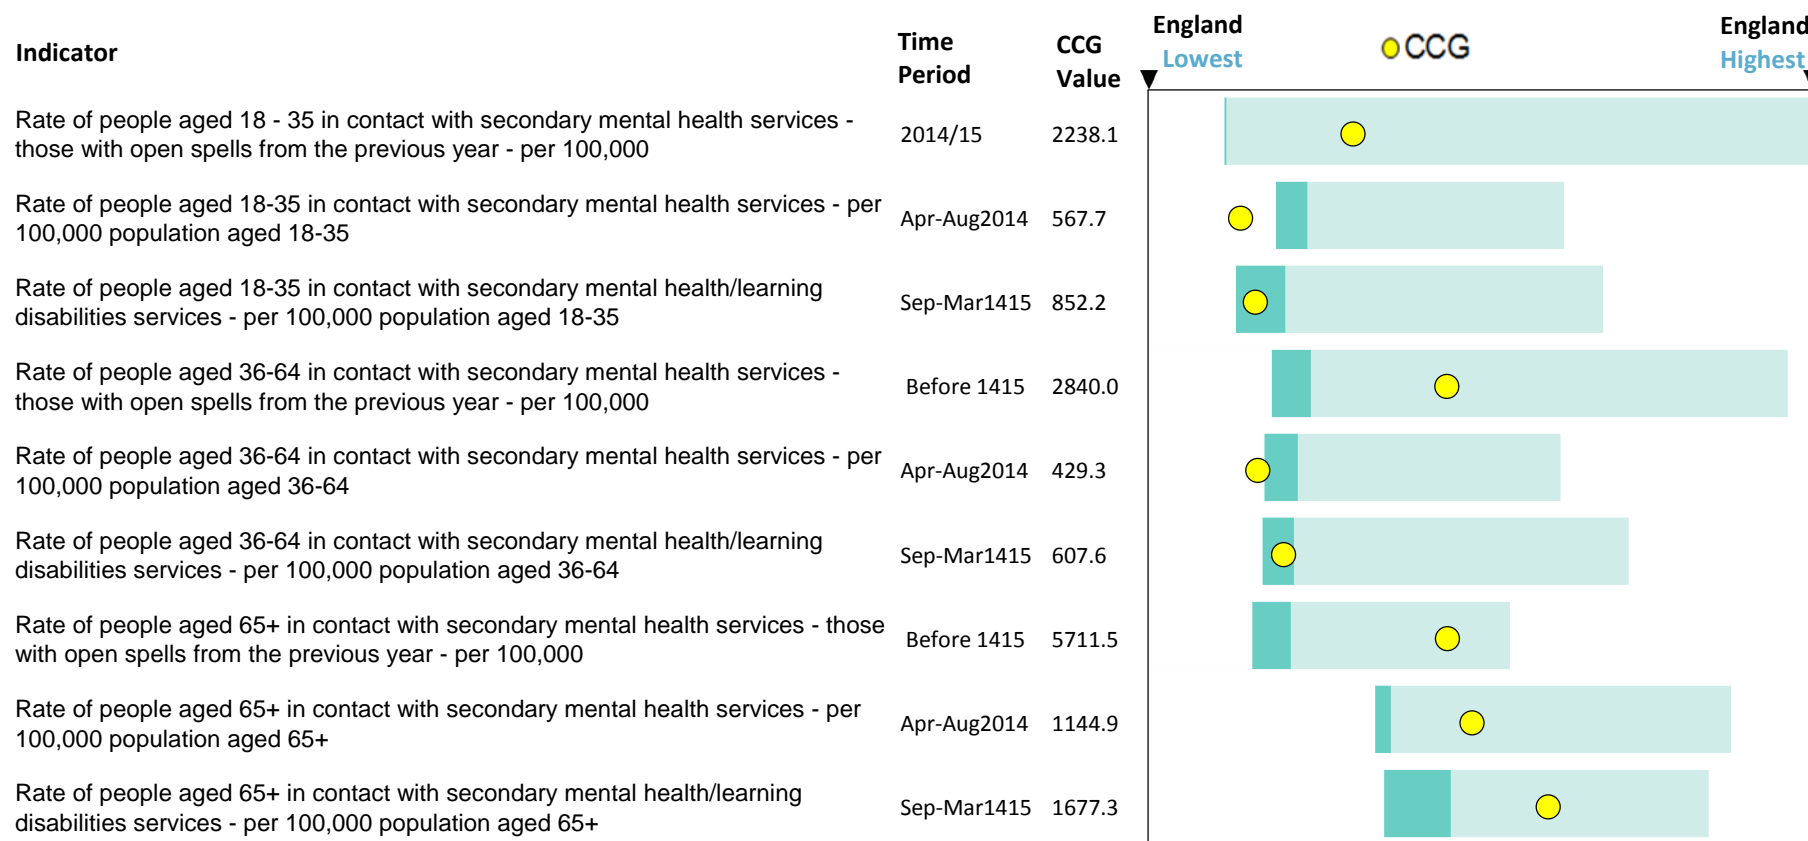 Indicator
Time Period
CCG Value
England Lowest
CCG
England Highest
Rate of people aged 18 - 35 in contact with secondary mental health services -
those with open spells from the previous year - per 100,000
2014/15 2238.1
Rate of people aged 18-35 in contact with secondary mental health services - per
100,000 population aged 18-35
Apr-Aug2014 567.7
Rate of people aged 18-35 in contact with secondary mental health/learning
disabilities services - per 100,000 population aged 18-35
Sep-Mar1415 852.2
Rate of people aged 36-64 in contact with secondary mental health services -
those with open spells from the previous year - per 100,000
Before 1415 2840.0
Rate of people aged 36-64 in contact with secondary mental health services - per
100,000 population aged 36-64
Apr-Aug2014 429.3
Rate of people aged 36-64 in contact with secondary mental health/learning
disabilities services - per 100,000 population aged 36-64
Sep-Mar1415 607.6
Rate of people aged 65+ in contact with secondary mental health services - those
with open spells from the previous year - per 100,000
Before 1415 5711.5
Rate of people aged 65+ in contact with secondary mental health services - per
100,000 population aged 65+
Apr-Aug2014 1144.9
Rate of people aged 65+ in contact with secondary mental health/learning
disabilities services - per 100,000 population aged 65+
Sep-Mar1415 1677.3